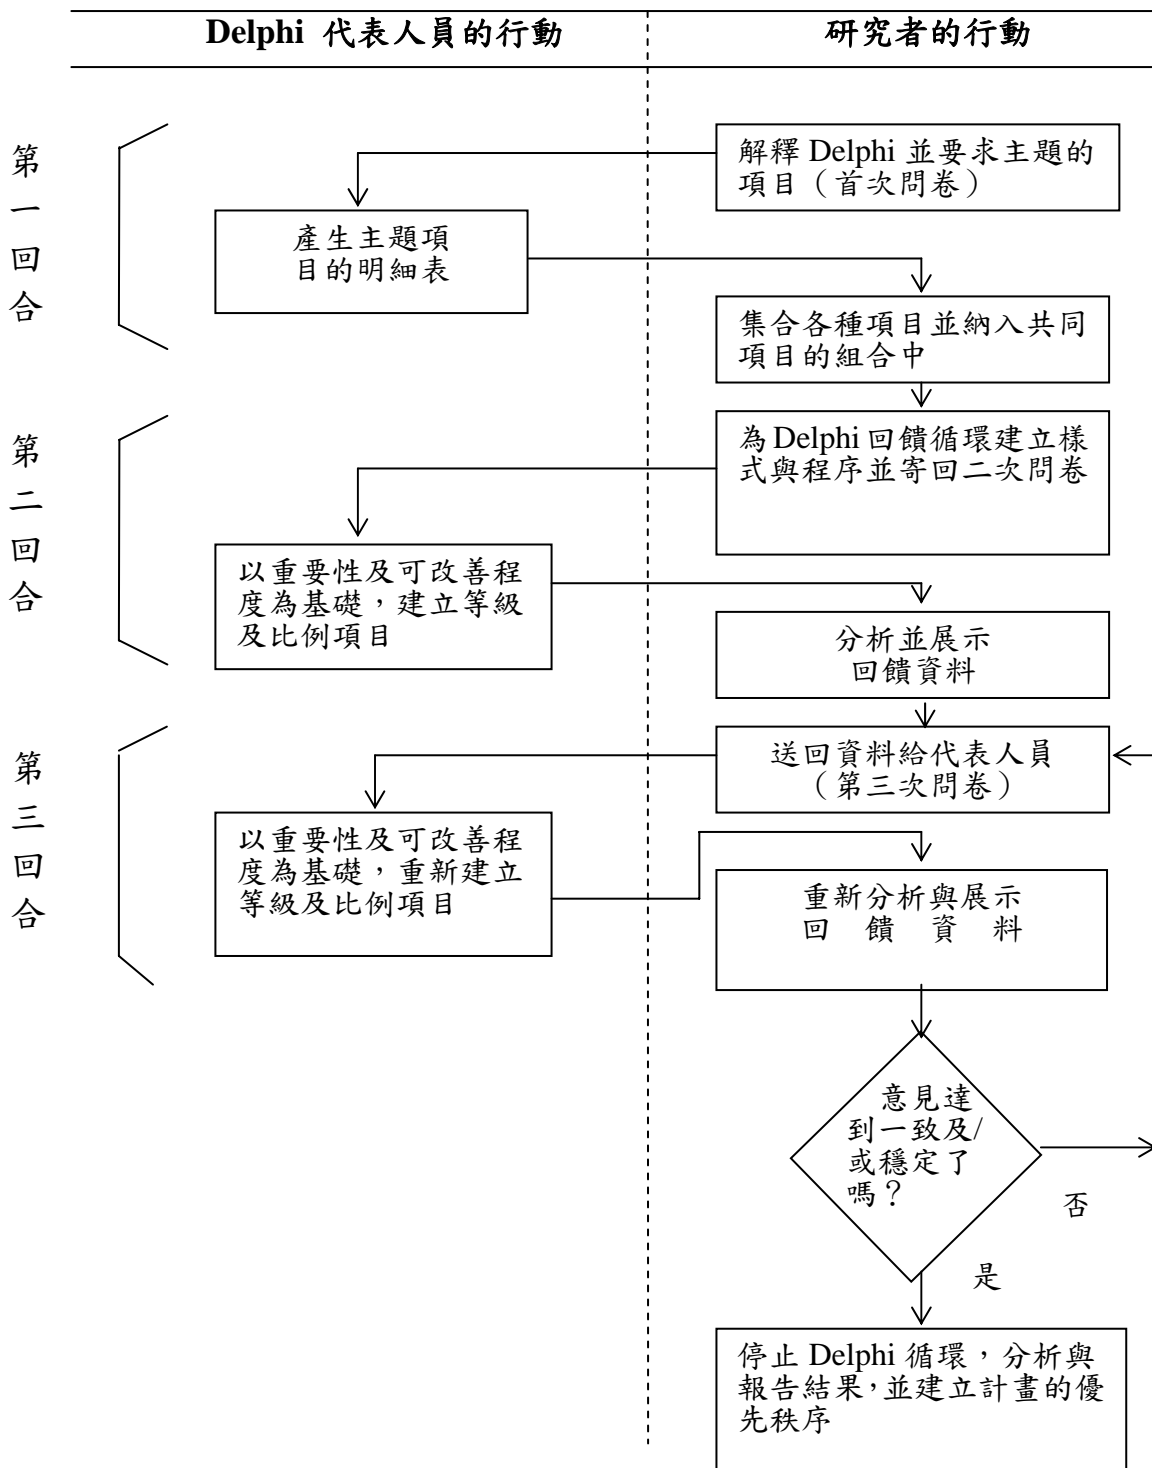 Delphi 代表人員的行動
研究者的行動
第
一
回
合
解釋 Delphi 並要求主題的
項目（首次問卷）
產生主題項
目的明細表
集合各種項目並納入共同
項目的組合中
第
二
回
合
為 Delphi 回饋循環建立樣
式與程序並寄回二次問卷
以重要性及可改善程
度為基礎，建立等級
及比例項目
分析並展示
回饋資料
第
三
回
合
送回資料給代表人員
（第三次問卷）
以重要性及可改善程
度為基礎，重新建立
等級及比例項目
重新分析與展示
回 饋 資 料
意見達
到一致及/
或穩定了
嗎？
否
是
停止 Delphi 循環，分析與
報告結果，並建立計畫的優
先秩序